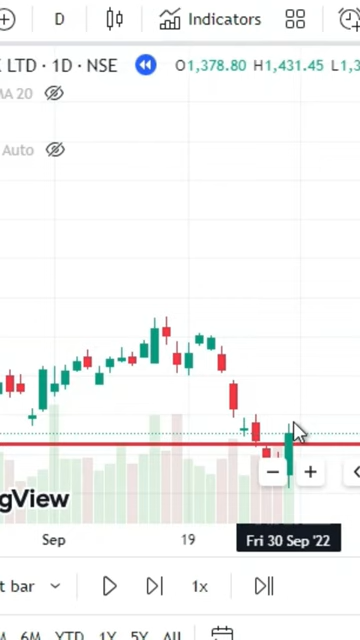 D Indicators
LTD · 1D · NSE O1,378.80 H1,431.45 L1,3
MA 20
Auto
gView
Sep 19 Fri 30 Sep '22
t bar 1x
6M YTD 1Y 5Y All